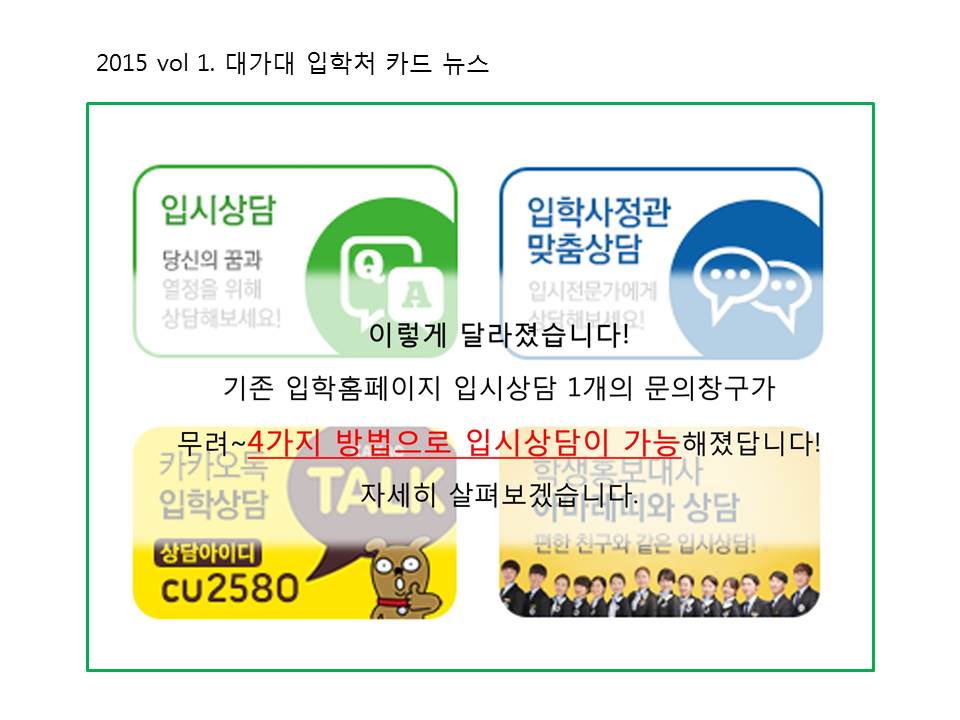 2015 vol 1. 대가대 입학처 카드 뉴스
입시상담
당신의 꿈과
열정을 위해
상담해보세요!
Q
A
입학사정관
맞춤상담
입시전문가에게
상담해보세요!
이렇게 달라졌습니다!
기존 입학홈페이지 입시상담 1개의 문의창구가
무려~4가지 방법으로 입시상담이 가능해졌답니다!
자세히 살펴보겠습니다.
카카오톡
입학상담
TALK
상담아이디
cu2580
학생홍보대사
와 상담
편한 친구와 같은 입시상담!